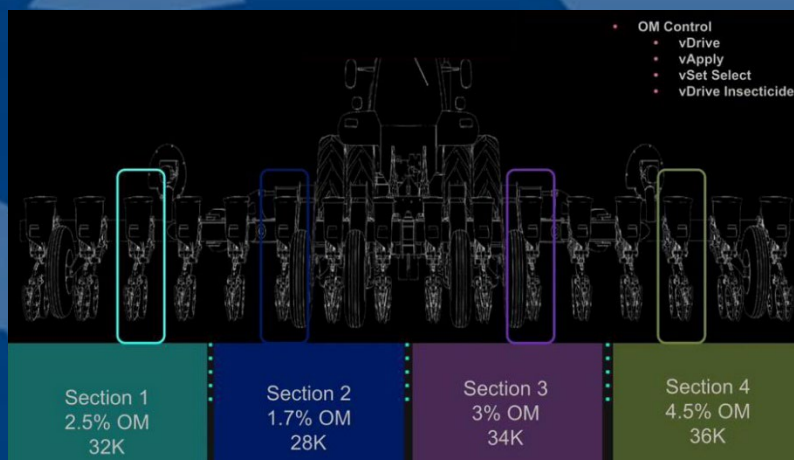 OM Control
vDrive
vApply
vSet Select
vDrive Insecticide
Section 1
2.5% OM
32K
Section 2
1.7% OM
28K
Section 3
3% OM
34K
Section 4
4.5% OM
36K